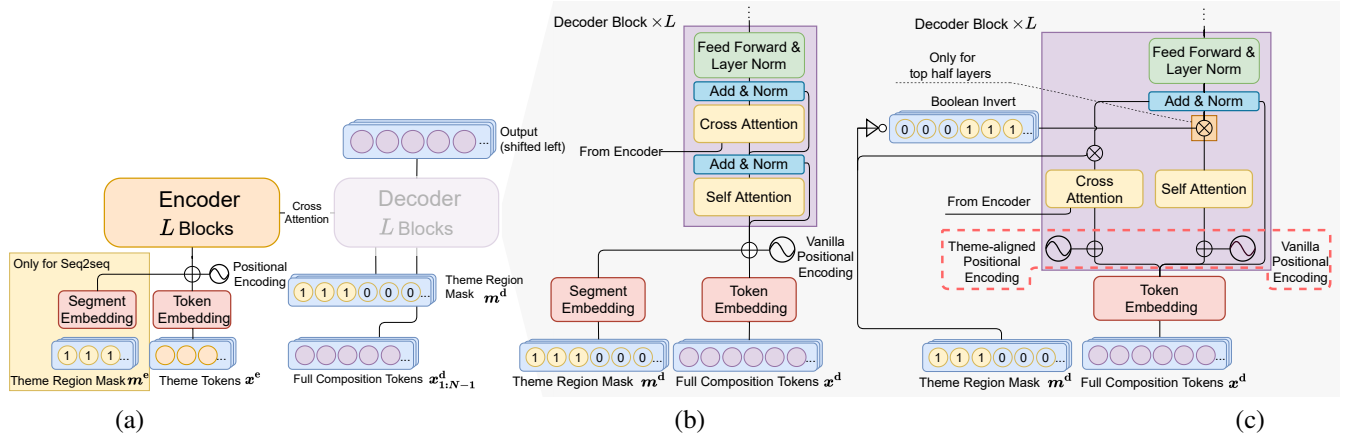 Output
(shifted left)
Encoder
L Blocks
Cross
Attention
Decoder
L Blocks
Only for Seq2seq
Positional
Encoding
Segment
Embedding
Token
Embedding
1 1 1 ...
...
Theme Region Mask m^e
Theme Tokens x^e
1 1 1 0 0 0 ...
Theme Region
Mask m^d
...
Full Composition Tokens x^d_{1:N−1}
(a)
Decoder Block ×L
Feed Forward &
Layer Norm
Add & Norm
Cross Attention
From Encoder
Add & Norm
Self Attention
Vanilla
Positional
Encoding
Segment
Embedding
Token
Embedding
1 1 1 0 0 0 ...
...
Theme Region Mask m^d
Full Composition Tokens x^d
(b)
Decoder Block ×L
Only for
top half layers
Feed Forward &
Layer Norm
Add & Norm
Boolean Invert
0 0 0 1 1 1 ...
Cross
Attention
Self Attention
From Encoder
Theme-aligned
Positional
Encoding
Vanilla
Positional
Encoding
Token
Embedding
1 1 1 0 0 0 ...
...
Theme Region Mask m^d
Full Composition Tokens x^d
(c)